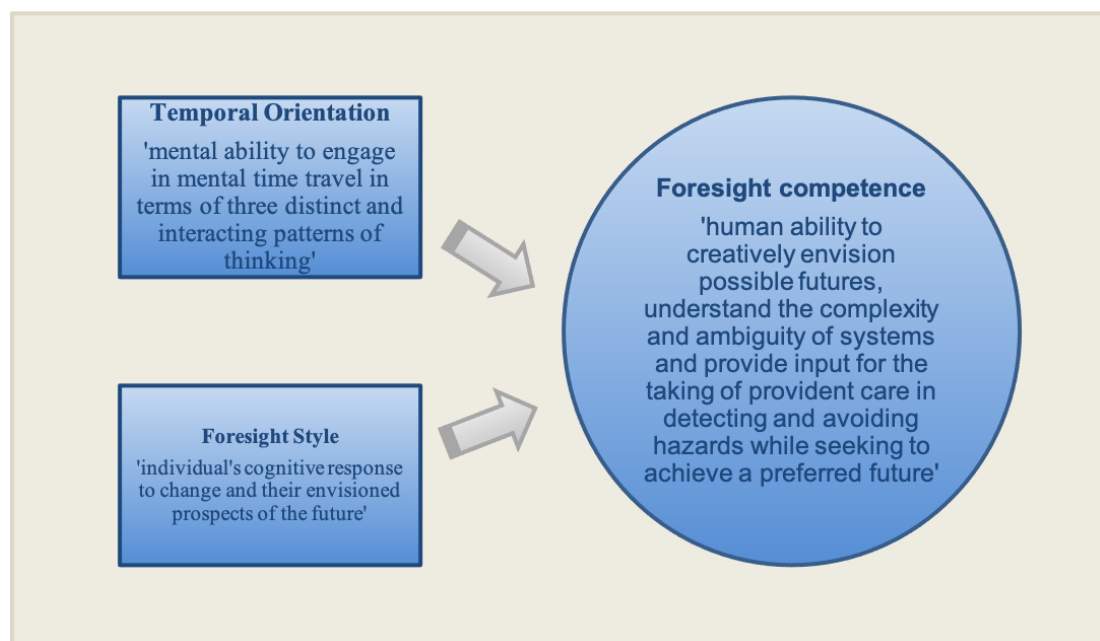 Temporal Orientation
'mental ability to engage
in mental time travel in
terms of three distinct and
interacting patterns of
thinking'
Foresight Style
'individual's cognitive response
to change and their envisioned
prospects of the future'
Foresight competence
'human ability to
creatively envision
possible futures,
understand the complexity
and ambiguity of systems
and provide input for the
taking of provident care in
detecting and avoiding
hazards while seeking to
achieve a preferred future'